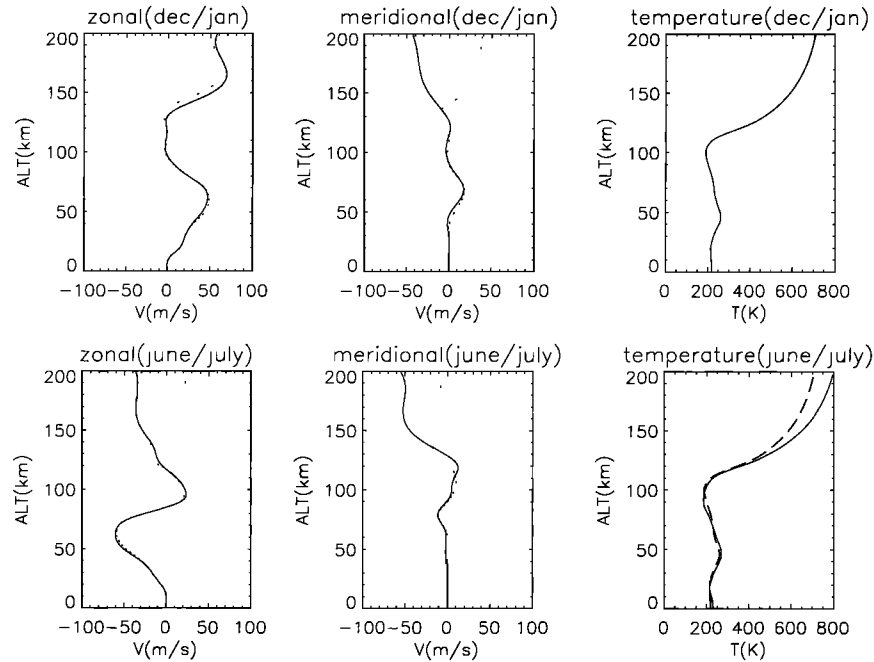 zonal(dec/jan)
meridional(dec/jan)
temperature(dec/jan)
200
150
100
50
0
ALT(km)
-100-50 0 50 100
V(m/s)
200
150
100
50
0
ALT(km)
-100-50 0 50 100
V(m/s)
200
150
100
50
0
ALT(km)
0 200 400 600 800
T(K)
zonal(june/july)
meridional(june/july)
temperature(june/july)
200
150
100
50
0
ALT(km)
-100-50 0 50 100
V(m/s)
200
150
100
50
0
ALT(km)
-100-50 0 50 100
V(m/s)
200
150
100
50
0
ALT(km)
0 200 400 600 800
T(K)